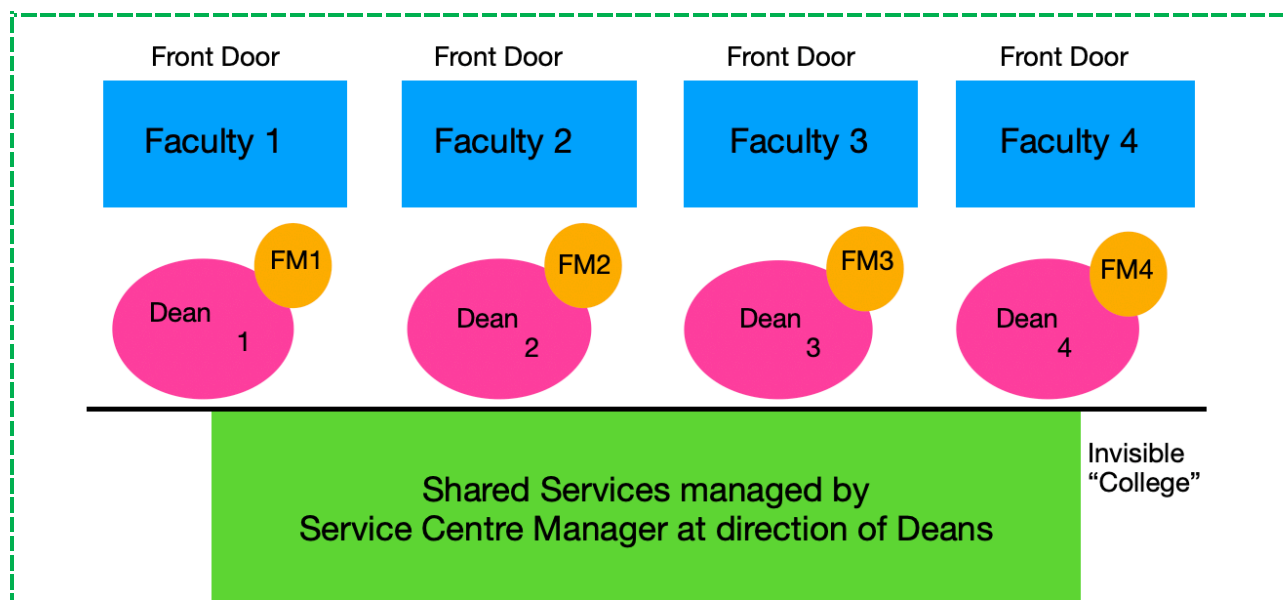 Front Door
Front Door
Front Door
Front Door
Faculty 1
Faculty 2
Faculty 3
Faculty 4
FM1
FM2
FM3
FM4
Dean
1
Dean
2
Dean
3
Dean
4
Invisible
“College”
Shared Services managed by
Service Centre Manager at direction of Deans